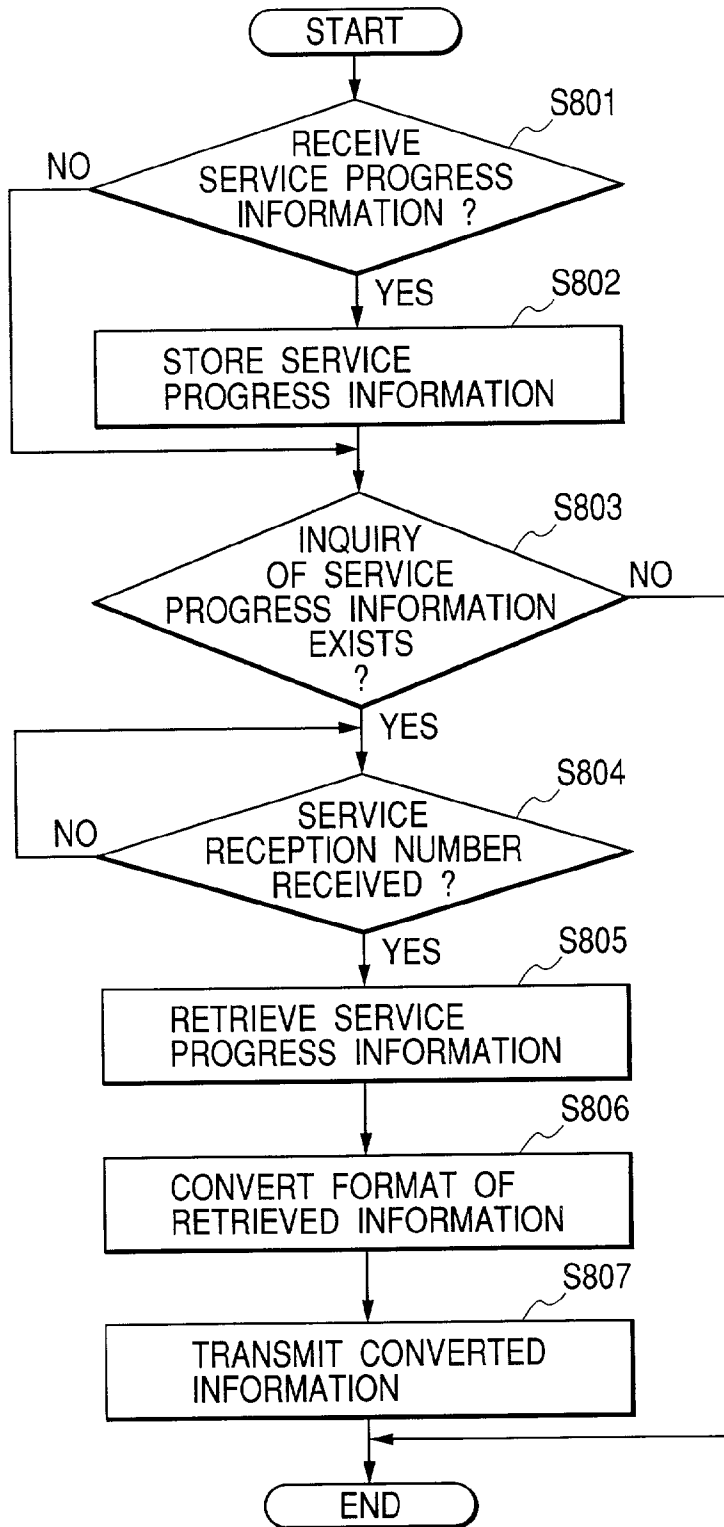 START
S801
RECEIVE
SERVICE PROGRESS
INFORMATION ?
NO
YES
S802
STORE SERVICE
PROGRESS INFORMATION
S803
INQUIRY
OF SERVICE
PROGRESS INFORMATION
EXISTS
?
NO
YES
S804
SERVICE
RECEPTION NUMBER
RECEIVED ?
NO
YES
S805
RETRIEVE SERVICE
PROGRESS INFORMATION
S806
CONVERT FORMAT OF
RETRIEVED INFORMATION
S807
TRANSMIT CONVERTED
INFORMATION
END